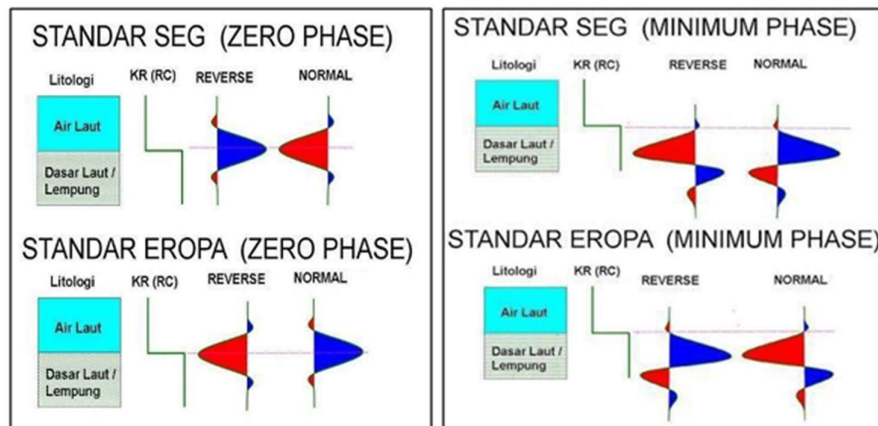 STANDAR SEG (ZERO PHASE)
Litologi KR (RC) REVERSE NORMAL
Air Laut
Dasar Laut /
Lempung
STANDAR EROPA (ZERO PHASE)
Litologi KR (RC) REVERSE NORMAL
Air Laut
Dasar Laut /
Lempung
STANDAR SEG (MINIMUM PHASE)
Litologi KR (RC) REVERSE NORMAL
Air Laut
Dasar Laut /
Lempung
STANDAR EROPA (MINIMUM PHASE)
Litologi KR (RC) REVERSE NORMAL
Air Laut
Dasar Laut /
Lempung